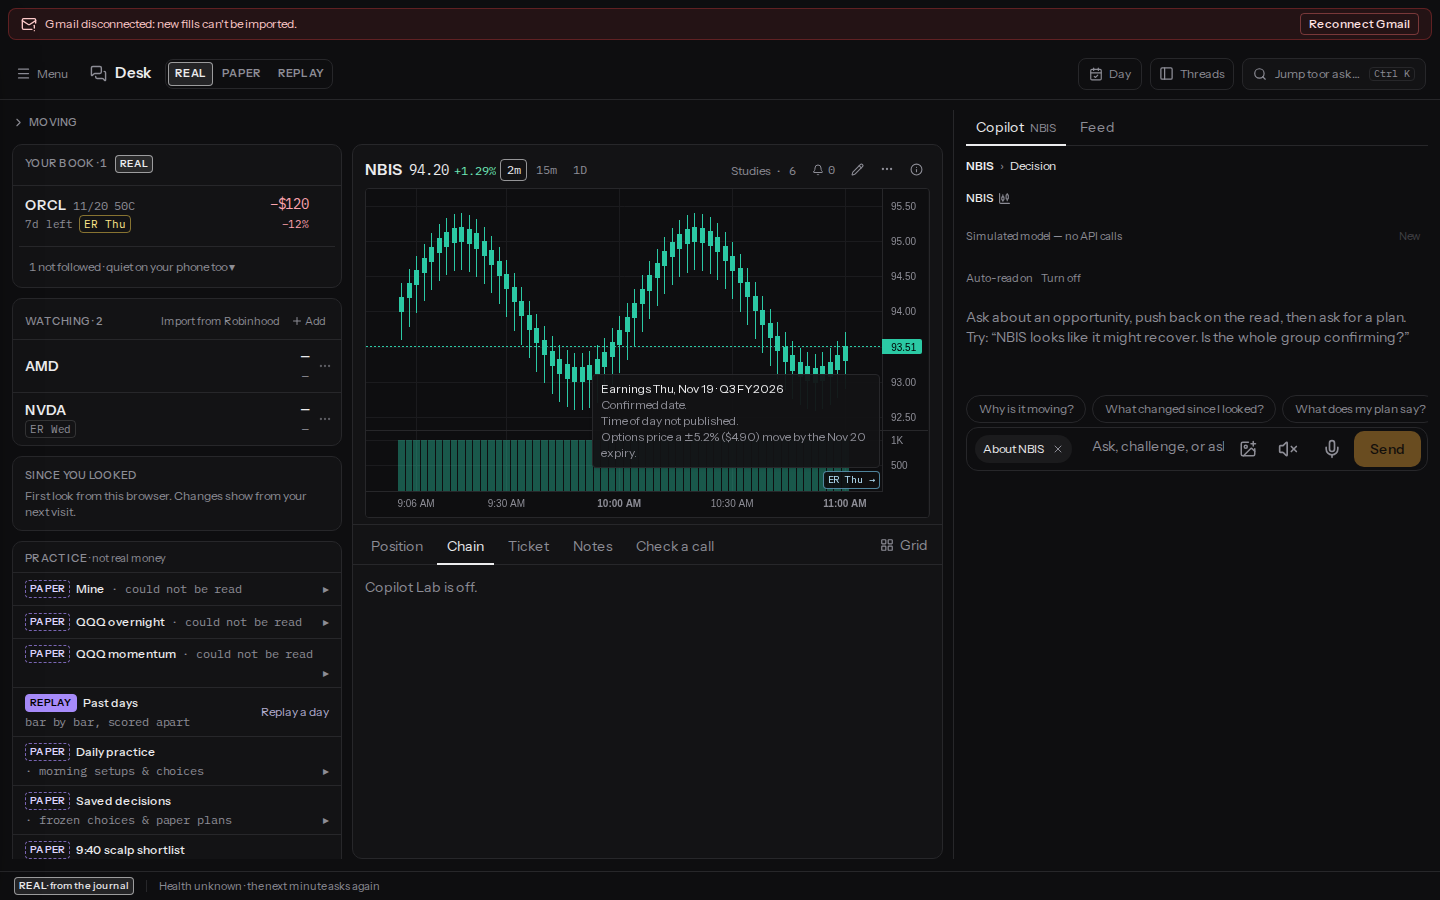 Gmail disconnected: new fills can't be imported.
Reconnect Gmail
Menu
Desk
REAL
PAPER
REPLAY
Day
Threads
Jump to or ask...
Ctrl K
MOVING
YOUR BOOK · 1
REAL
ORCL 11/20 50C
−$120
7d left
ER Thu
−12%
1 not followed · quiet on your phone too ▾
WATCHING · 2
Import from Robinhood
+ Add
AMD
–
–
NVDA
–
ER Wed
–
SINCE YOU LOOKED
First look from this browser. Changes show from your
next visit.
PRACTICE · not real money
PAPER Mine · could not be read ▸
PAPER QQQ overnight · could not be read ▸
PAPER QQQ momentum · could not be read
▸
REPLAY Past days
Replay a day
bar by bar, scored apart
PAPER Daily practice
· morning setups & choices ▸
PAPER Saved decisions
· frozen choices & paper plans ▸
PAPER 9:40 scalp shortlist
NBIS 94.20 +1.29%
2m
15m
1D
Studies · 6
0
95.50
95.00
94.50
94.00
93.51
93.00
92.50
1K
500
Earnings Thu, Nov 19 · Q3 FY2026
Confirmed date.
Time of day not published.
Options price a ±5.2% ($4.90) move by the Nov 20
expiry.
ER Thu →
9:06 AM
9:30 AM
10:00 AM
10:30 AM
11:00 AM
Position
Chain
Ticket
Notes
Check a call
Grid
Copilot Lab is off.
Copilot NBIS
Feed
NBIS › Decision
NBIS
Simulated model — no API calls
New
Auto-read on
Turn off
Ask about an opportunity, push back on the read, then ask for a plan.
Try: “NBIS looks like it might recover. Is the whole group confirming?”
Why is it moving?
What changed since I looked?
What does my plan say?
About NBIS ×
Ask, challenge, or asl
Send
REAL · from the journal
Health unknown · the next minute asks again